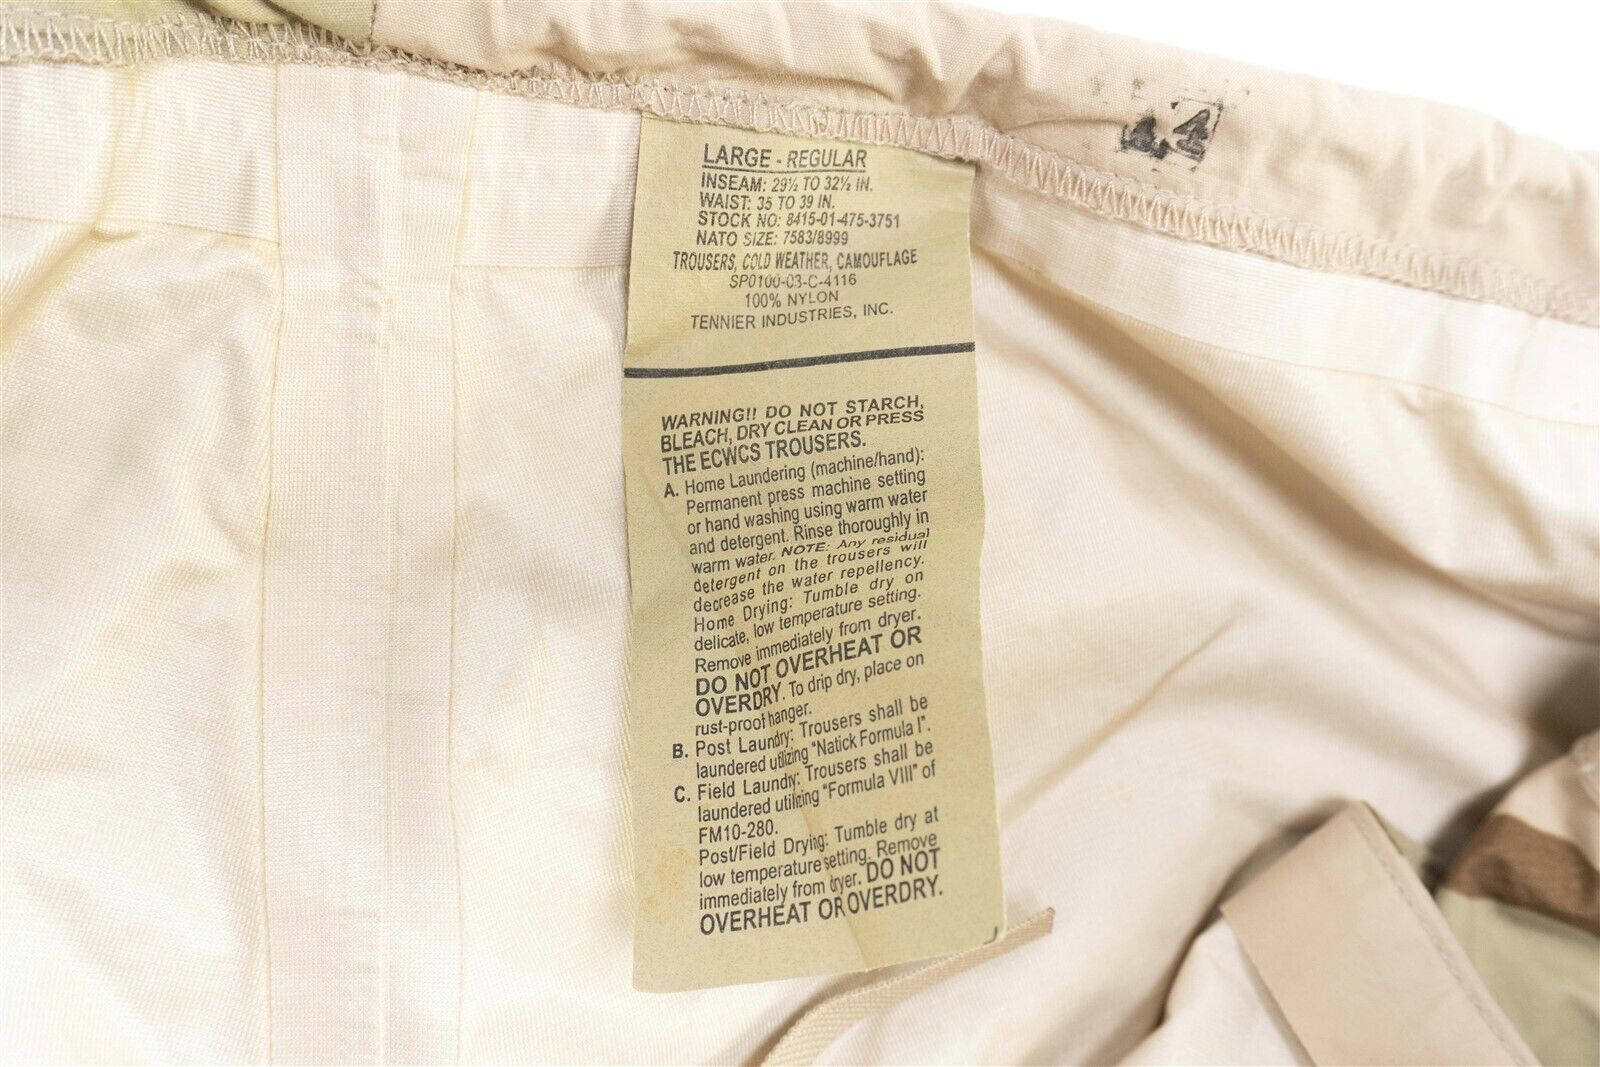 LARGE - REGULAR
INSEAM: 29½ TO 32½ IN.
WAIST: 35 TO 39 IN.
STOCK NO: 8415-01-475-3751
NATO SIZE: 7583/8999
TROUSERS, COLD WEATHER, CAMOUFLAGE
SP0100-03-C-4116
100% NYLON
TENNIER INDUSTRIES, INC.
WARNING!! DO NOT STARCH,
BLEACH, DRY CLEAN OR PRESS
THE ECWCS TROUSERS.
A. Home Laundering (machine/hand):
Permanent press machine setting
or hand washing using warm water
and detergent. Rinse thoroughly in
warm water. NOTE: Any residual
detergent on the trousers will
decrease the water repellency.
Home Drying: Tumble dry on
delicate, low temperature setting.
Remove immediately from dryer.
DO NOT OVERHEAT OR
OVERDRY. To drip dry, place on
rust-proof hanger.
B. Post Laundry: Trousers shall be
laundered utilizing "Natick Formula I".
C. Field Laundry: Trousers shall be
laundered utilizing "Formula VIII" of
FM10-280.
Post/Field Drying: Tumble dry at
low temperature setting. Remove
immediately from dryer. DO NOT
OVERHEAT OR OVERDRY.